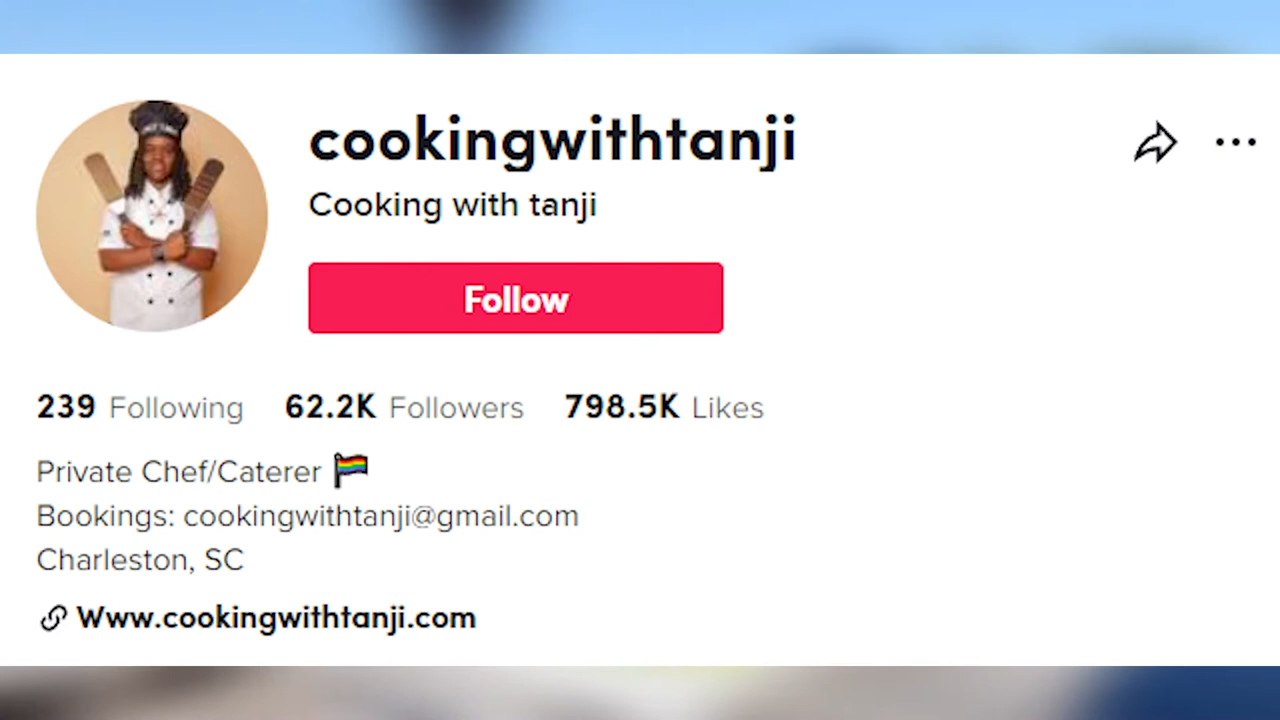 cookingwithtanji
Cooking with tanji
Follow
239 Following 62.2K Followers 798.5K Likes
Private Chef/Caterer 🏴‍🌈
Bookings: cookingwithtanji@gmail.com
Charleston, SC
Www.cookingwithtanji.com